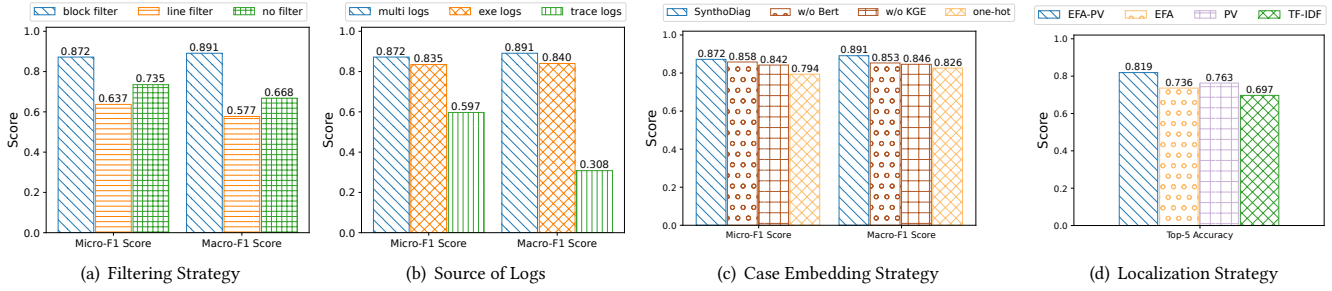 block filter line filter no filter
1.0
0.8
0.6
0.4
0.2
0.0
Score
0.872 0.637 0.735 0.891 0.577 0.668
Micro-F1 Score Macro-F1 Score
(a) Filtering Strategy
multi logs exe logs trace logs
1.0
0.8
0.6
0.4
0.2
0.0
Score
0.872 0.835 0.597 0.891 0.840 0.308
Micro-F1 Score Macro-F1 Score
(b) Source of Logs
SynthoDiag w/o Bert w/o KGE one-hot
1.0
0.8
0.6
0.4
0.2
0.0
Score
0.872 0.858 0.842 0.794 0.891 0.853 0.846 0.826
Micro-F1 Score Macro-F1 Score
(c) Case Embedding Strategy
EFA-PV EFA PV TF-IDF
1.0
0.8
0.6
0.4
0.2
0.0
Score
0.819 0.736 0.763 0.697
Top-5 Accuracy
(d) Localization Strategy